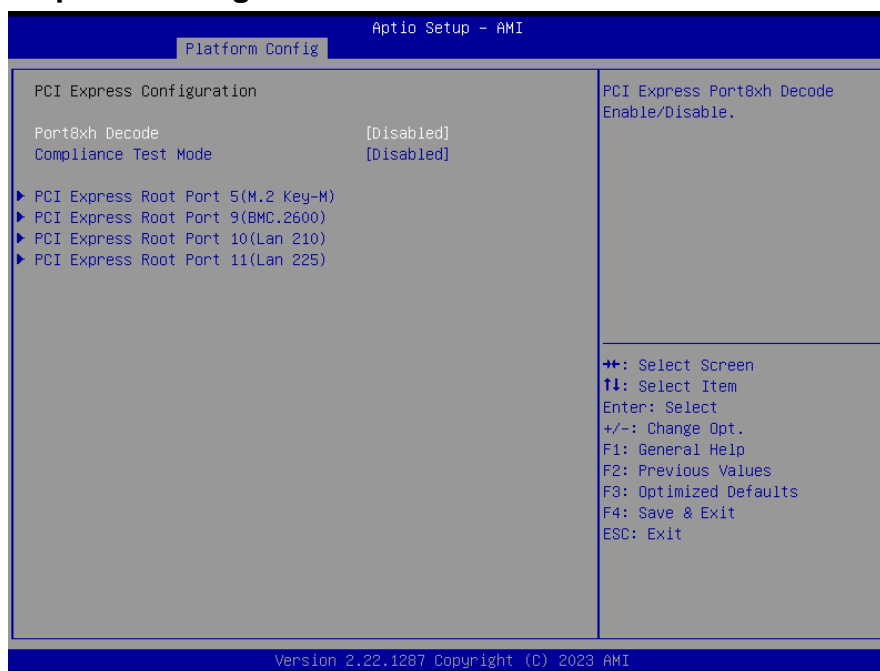 Aptio Setup – AMI
Platform Config
PCI Express Configuration
Port8xh Decode [Disabled]
Compliance Test Mode [Disabled]
PCI Express Root Port 5(M.2 Key-M)
PCI Express Root Port 9(BMC.2600)
PCI Express Root Port 10(Lan 210)
PCI Express Root Port 11(Lan 225)
PCI Express Port8xh Decode
Enable/Disable.
→←: Select Screen
↑↓: Select Item
Enter: Select
+/-: Change Opt.
F1: General Help
F2: Previous Values
F3: Optimized Defaults
F4: Save & Exit
ESC: Exit
Version 2.22.1287 Copyright (C) 2023 AMI